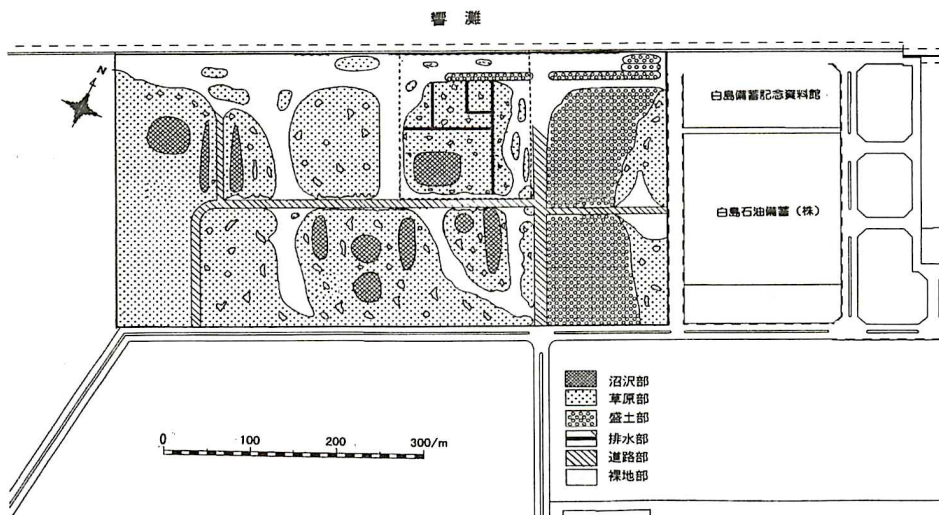 響灘
N
白島備蓄記念資料館
白島石油備蓄（株）
0 100 200 300/m
沼沢部
草原部
盛土部
排水部
道路部
裸地部